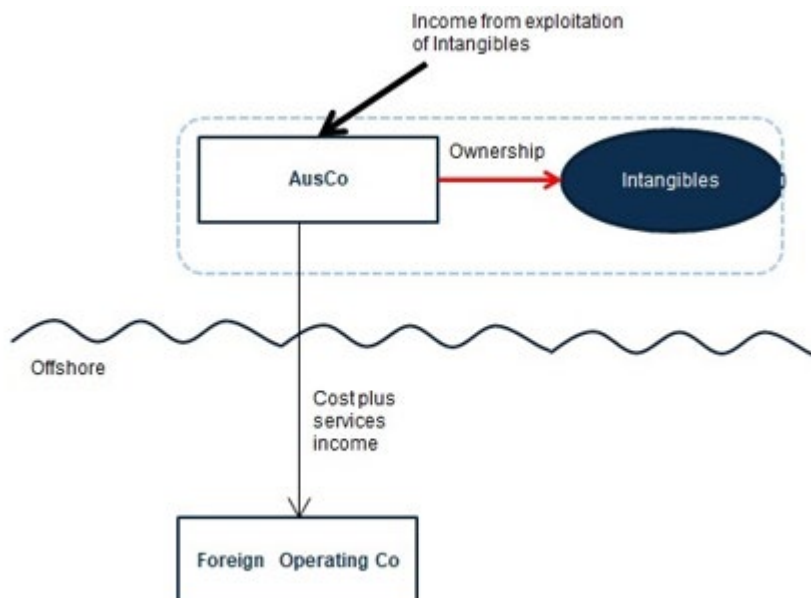 Income from exploitation
of Intangibles
Ownership
AusCo
Intangibles
Offshore
Cost plus
services
income
Foreign Operating Co